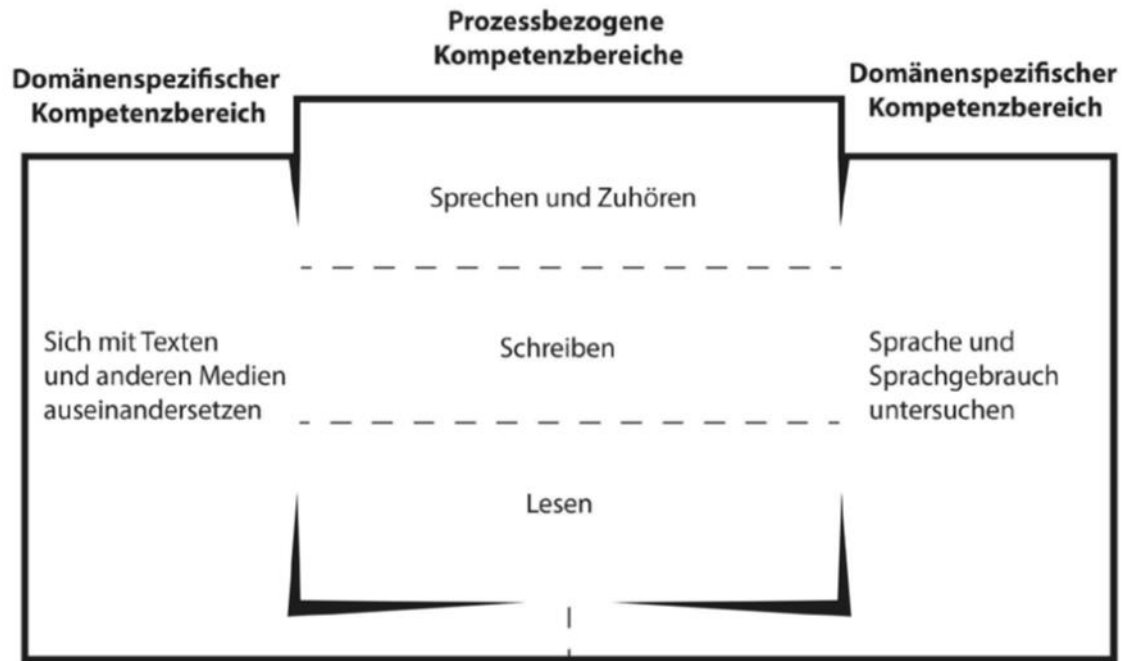 Prozessbezogene
Kompetenzbereiche
Domänenspezifischer
Kompetenzbereich
Domänenspezifischer
Kompetenzbereich
Sprechen und Zuhören
Sich mit Texten
und anderen Medien
auseinandersetzen
Schreiben
Sprache und
Sprachgebrauch
untersuchen
Lesen